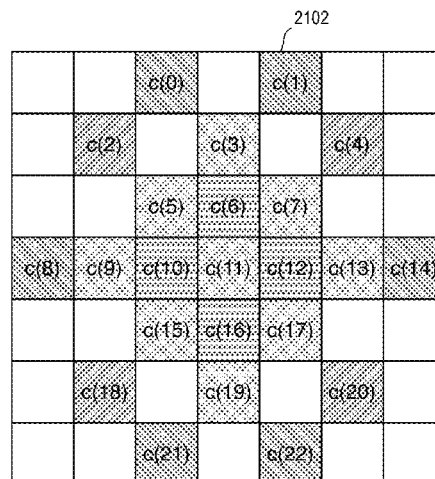 2102
c(0) c(1)
c(2) c(3) c(4)
c(5) c(6) c(7)
c(8) c(9) c(10) c(11) c(12) c(13) c(14)
c(15) c(16) c(17)
c(18) c(19) c(20)
c(21) c(22)